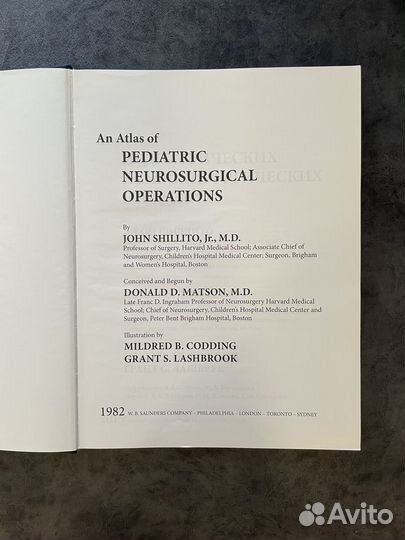 An Atlas of
PEDIATRIC
NEUROSURGICAL
OPERATIONS
By
JOHN SHILLITO, Jr., M.D.
Professor of Surgery, Harvard Medical School; Associate Chief of
Neurosurgery, Children's Hospital Medical Center; Surgeon, Brigham
and Women's Hospital, Boston
Conceived and Begun by
DONALD D. MATSON, M.D.
Late Franc D. Ingraham Professor of Neurosurgery Harvard Medical
School; Chief of Neurosurgery, Children's Hospital Medical Center and
Surgeon, Peter Bent Brigham Hospital, Boston
Illustration by
MILDRED B. CODDING
GRANT S. LASHBROOK
1982 W. B. SAUNDERS COMPANY – PHILADELPHIA – LONDON – TORONTO – SYDNEY
Avito